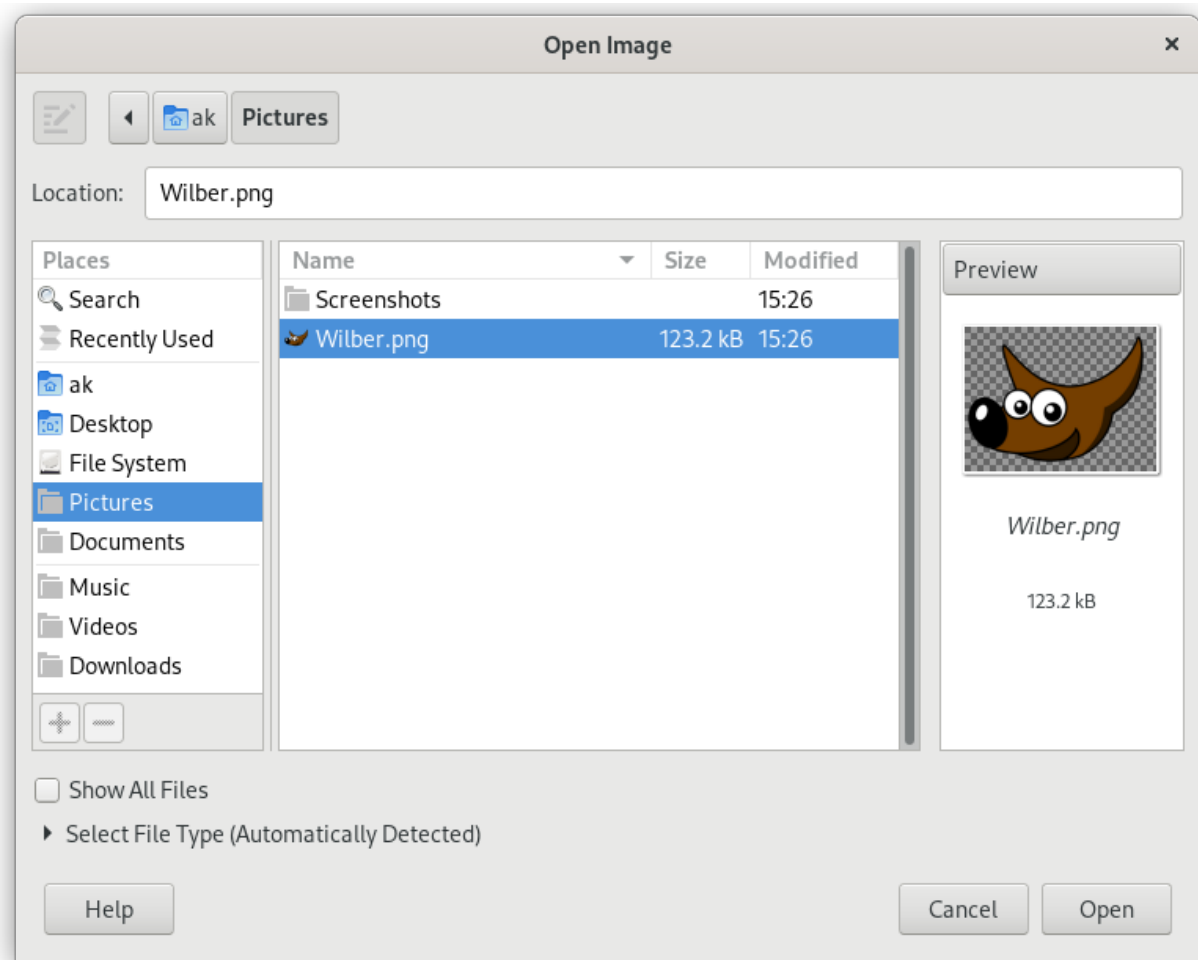 Open Image
ak Pictures
Location: Wilber.png
Places
Search
Recently Used
ak
Desktop
File System
Pictures
Documents
Music
Videos
Downloads
Name Size Modified
Screenshots 15:26
Wilber.png 123.2 kB 15:26
Preview
Wilber.png
123.2 kB
Show All Files
Select File Type (Automatically Detected)
Help Cancel Open